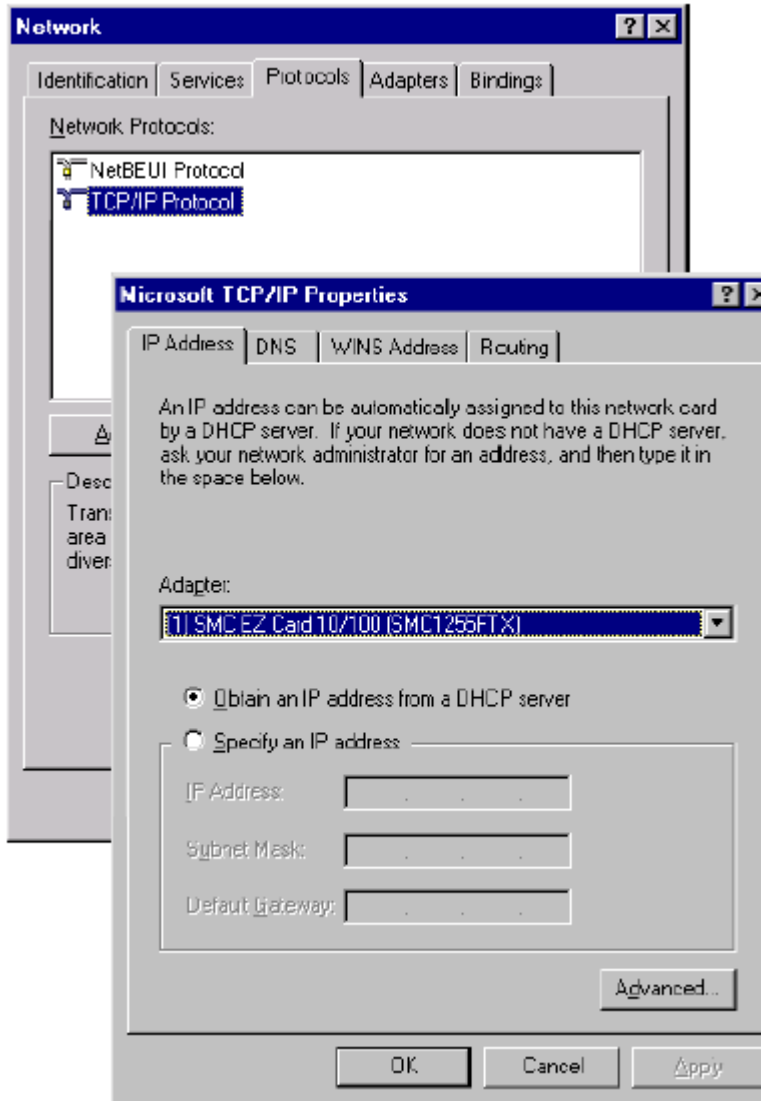 Network
Identification
Services
Protocols
Adapters
Bindings
Network Protocols:
NetBEUI Protocol
TCP/IP Protocol
Microsoft TCP/IP Properties
IP Address
DNS
WINS Address
Routing
An IP address can be automatically assigned to this network card
by a DHCP server. If your network does not have a DHCP server,
ask your network administrator for an address, and then type it in
the space below.
Adapter:
[1] SMC EZ Card 10/100 (SMC1255FTX)
Obtain an IP address from a DHCP server
Specify an IP address
IP Address:
Subnet Mask:
Default Gateway:
Advanced...
OK
Cancel
Apply
area